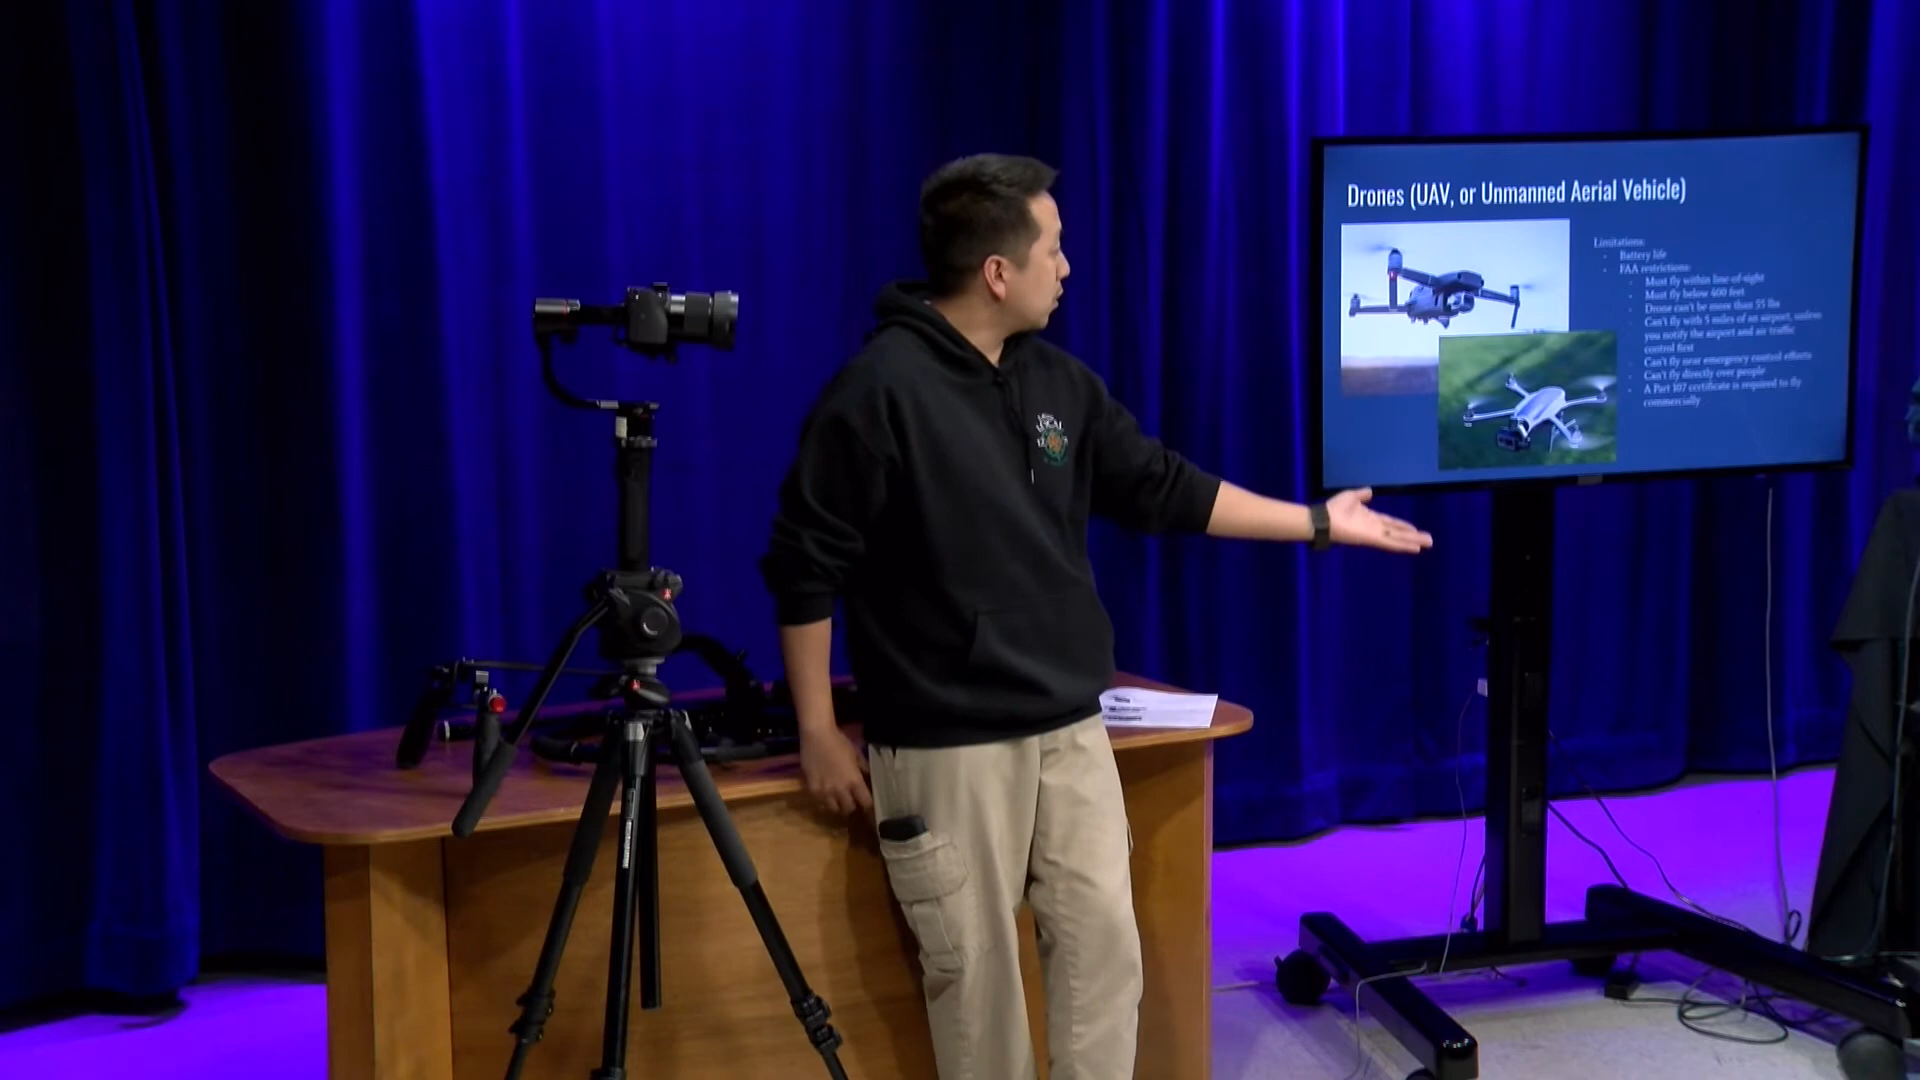 Drones (UAV, or Unmanned Aerial Vehicle)
Limitations:
Battery life
FAA restrictions:
Must fly within line-of-sight
Must fly below 400 feet
Drone can't be more than 55 lbs
Can't fly with 5 miles of an airport, unless
you notify the airport and air traffic
control first
Can't fly near emergency control effects
Can't fly directly over people
A Part 107 certificate is required to fly
commercially
LOCAL